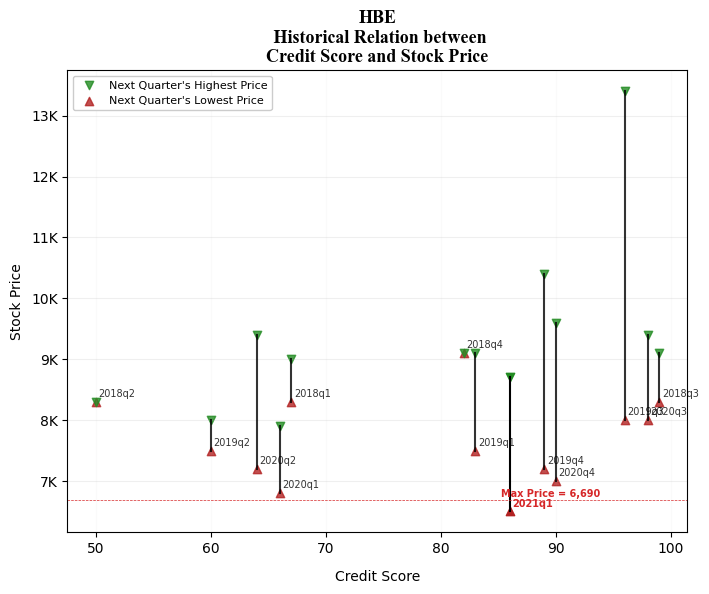 HBE
Historical Relation between
Credit Score and Stock Price
Next Quarter's Highest Price
Next Quarter's Lowest Price
13K
12K
11K
10K
9K
8K
7K
Stock Price
2018q4
2018q2
2018q1
2018q3
2019q3
2020q3
2019q2
2019q1
2020q2
2019q4
2020q4
2020q1
Max Price = 6,690
2021q1
50 60 70 80 90 100
Credit Score